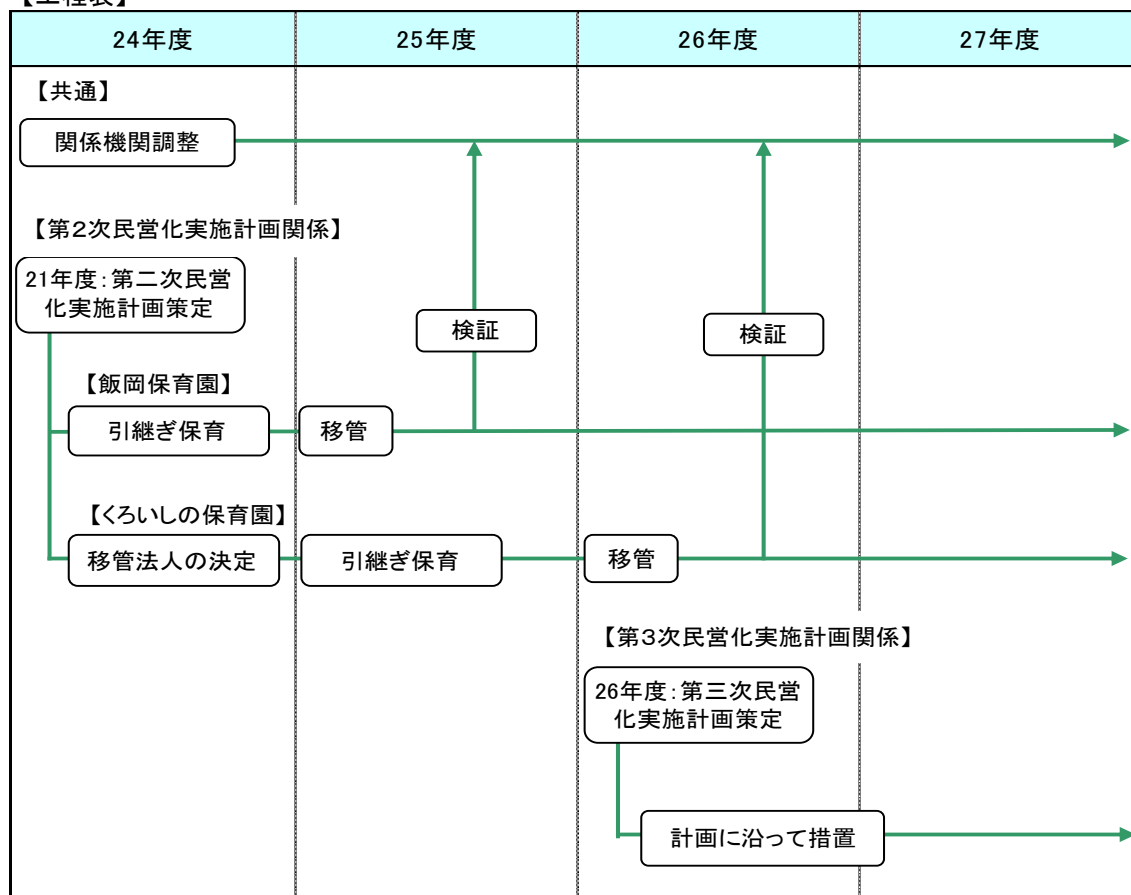 【工程表】
24年度
25年度
26年度
27年度
【共通】
関係機関調整
【第2次民営化実施計画関係】
21年度：第二次民営
化実施計画策定
検証
検証
【飯岡保育園】
引継ぎ保育
移管
【くろいしの保育園】
移管法人の決定
引継ぎ保育
移管
【第3次民営化実施計画関係】
26年度：第三次民営
化実施計画策定
計画に沿って措置